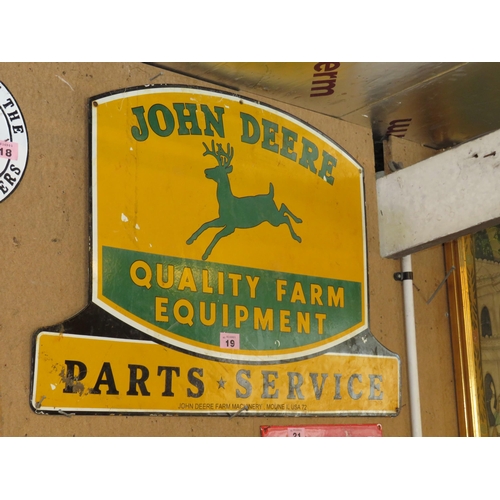 JOHN DEERE
QUALITY FARM
EQUIPMENT
19
PARTS ★ SERVICE
JOHN DEERE FARM MACHINERY MOLINE I, USA 72
THE
18
ERS
erm
w
21